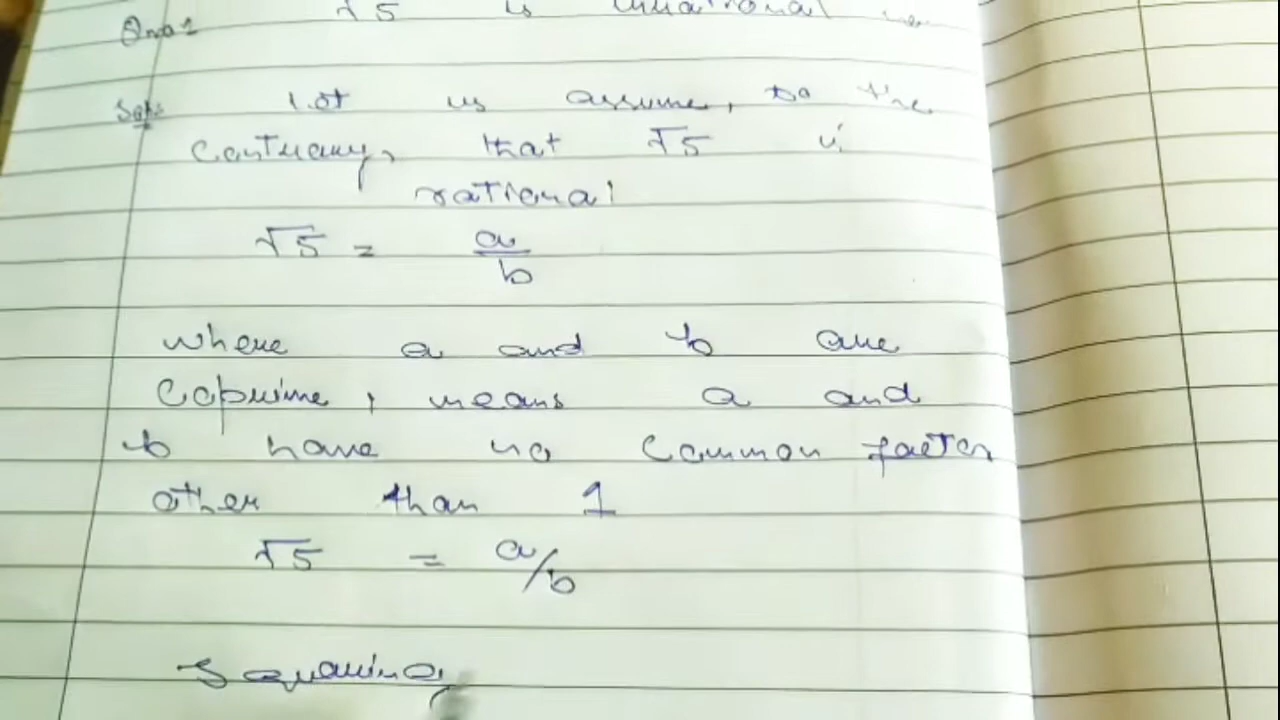 Qno1 √5 is irrational
Soln: Let us assume, to the
contrary, that √5 is
rational
√5 = a/b
where a and b are
Coprime, means a and
b have no common factor
other than 1
√5 = a/b
Squaring